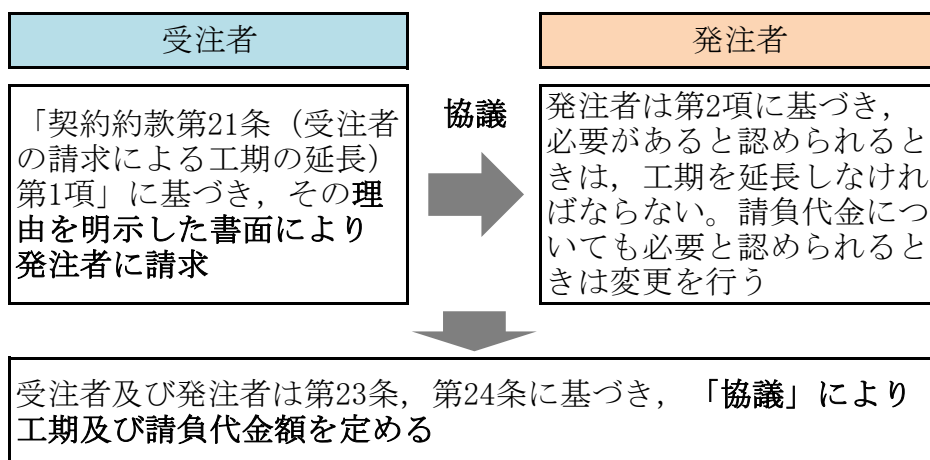 受注者
発注者
「契約約款第21条(受注者
の請求による工期の延長)
第1項」に基づき，その理
由を明示した書面により
発注者に請求
協議
発注者は第2項に基づき，
必要があると認められると
きは，工期を延長しなけれ
ばならない。請負代金につ
いても必要と認められると
きは変更を行う
受注者及び発注者は第23条，第24条に基づき，「協議」により
工期及び請負代金額を定める